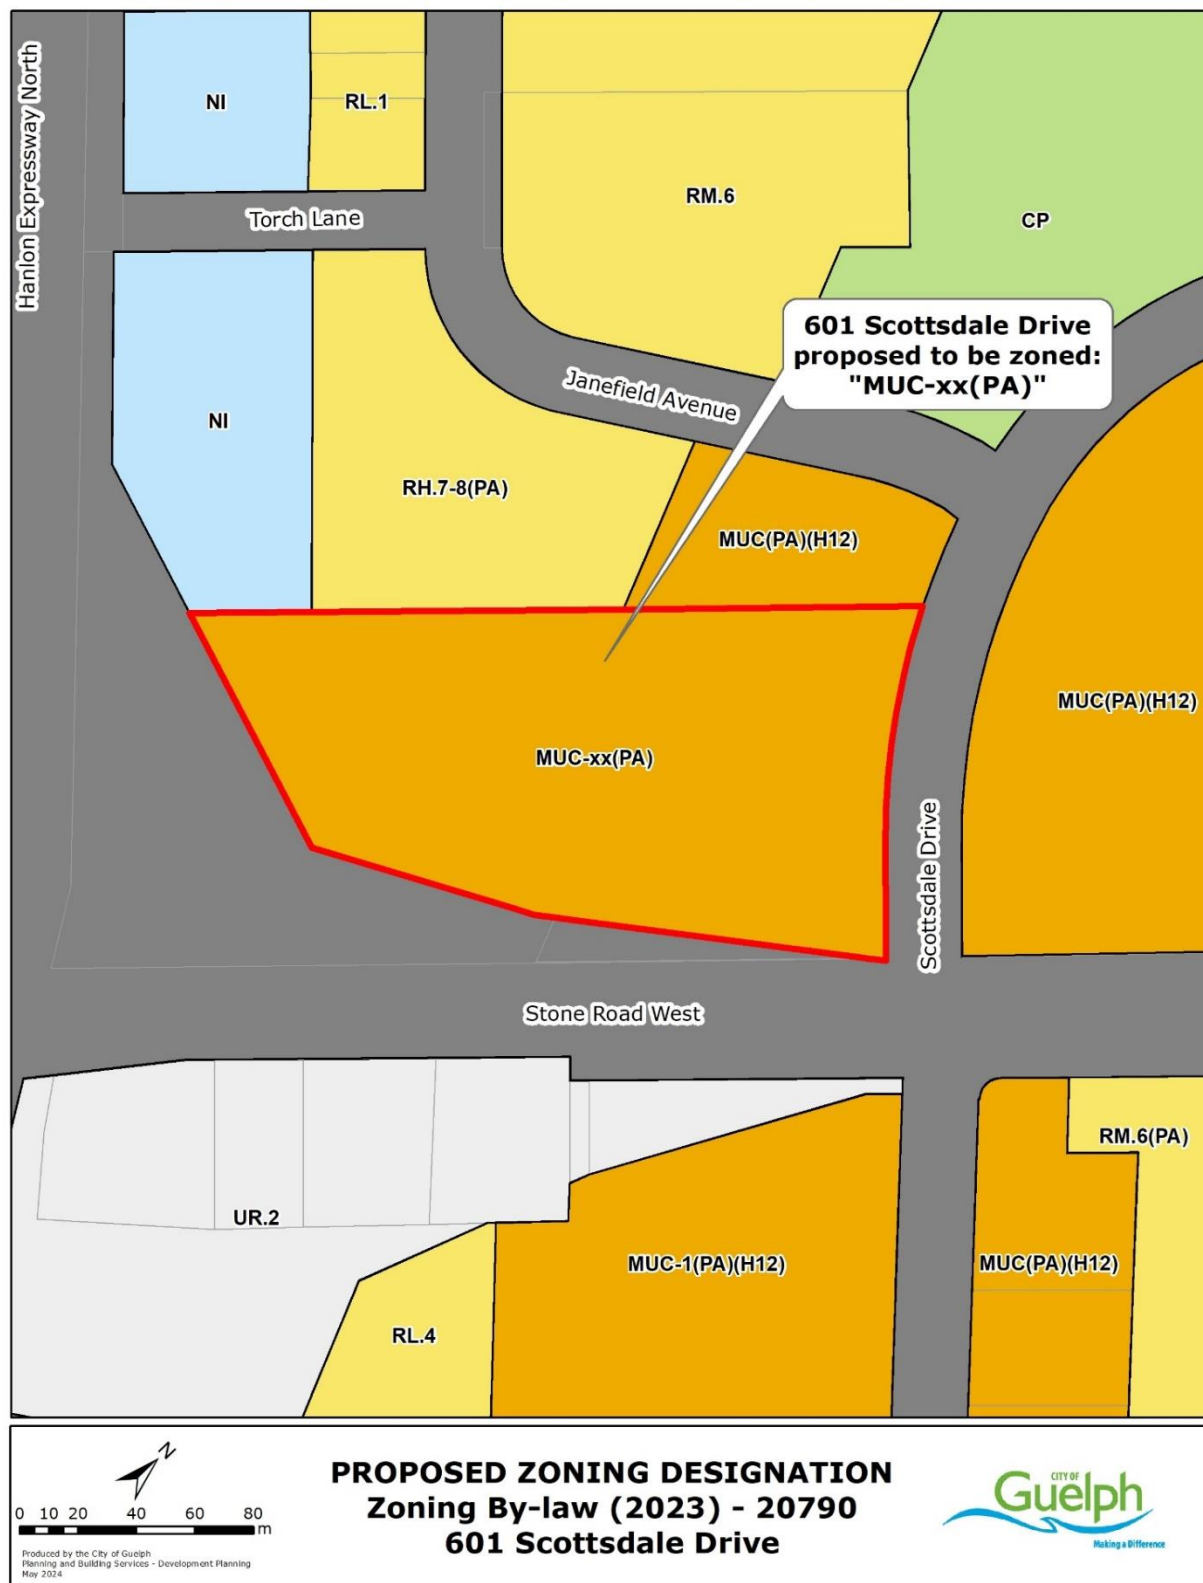 Hanlon Expressway North
NI
RL.1
Torch Lane
RM.6
CP
601 Scottsdale Drive
proposed to be zoned:
"MUC-xx(PA)"
Janefield Avenue
NI
RH.7-8(PA)
MUC(PA)(H12)
MUC(PA)(H12)
MUC-xx(PA)
Scottsdale Drive
Stone Road West
RM.6(PA)
UR.2
MUC-1(PA)(H12)
MUC(PA)(H12)
RL.4
N
0 10 20 40 60 80
m
Produced by the City of Guelph
Planning and Building Services - Development Planning
May 2024
PROPOSED ZONING DESIGNATION
Zoning By-law (2023) - 20790
601 Scottsdale Drive
CITY OF
Guelph
Making a Difference